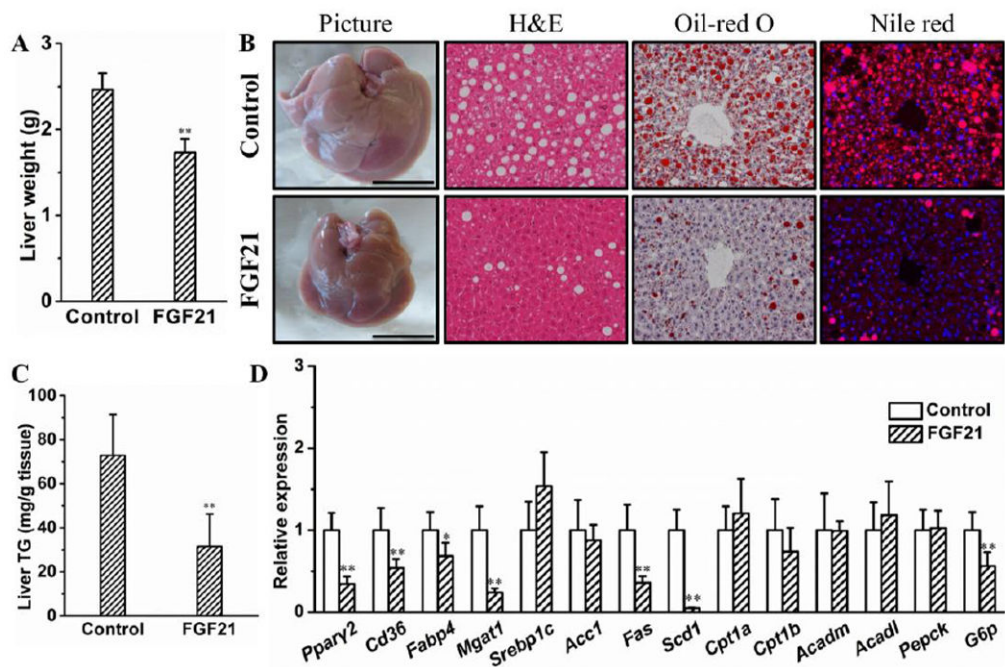 A
Liver weight (g)
3
2
1
0
Control FGF21
**
B
Picture H&E Oil-red O Nile red
Control
FGF21
C
Liver TG (mg/g tissue)
100
80
60
40
20
0
Control FGF21
**
D
Relative expression
3
2
1
0
Control
FGF21
** ** * ** ** ** **
Pparγ2 Cd36 Fabp4 Mgat1 Srebp1c Acc1 Fas Scd1 Cpt1a Cpt1b Acadm Acadl Pepck G6p